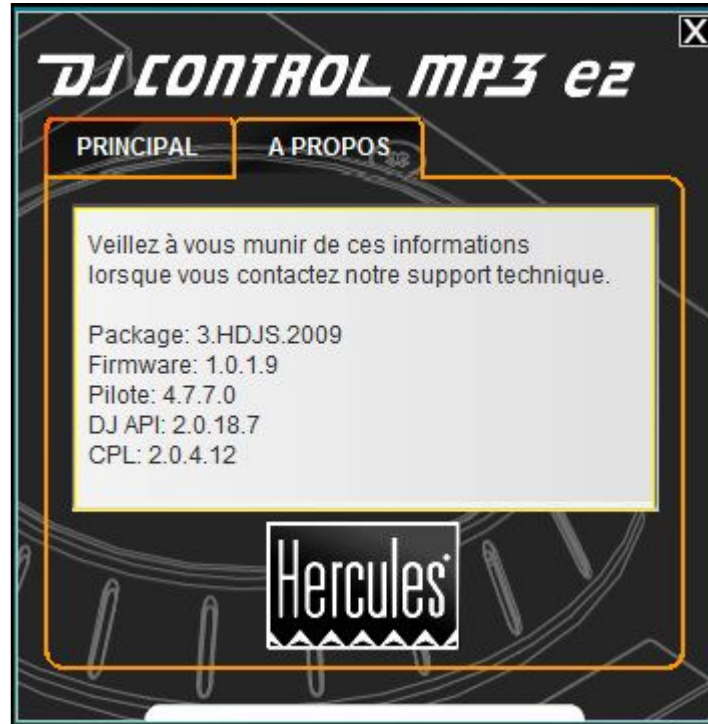 X
DJ CONTROL MP3 e2
PRINCIPAL
A PROPOS
Veillez à vous munir de ces informations
lorsque vous contactez notre support technique.
Package: 3.HDJS.2009
Firmware: 1.0.1.9
Pilote: 4.7.7.0
DJ API: 2.0.18.7
CPL: 2.0.4.12
Hercules